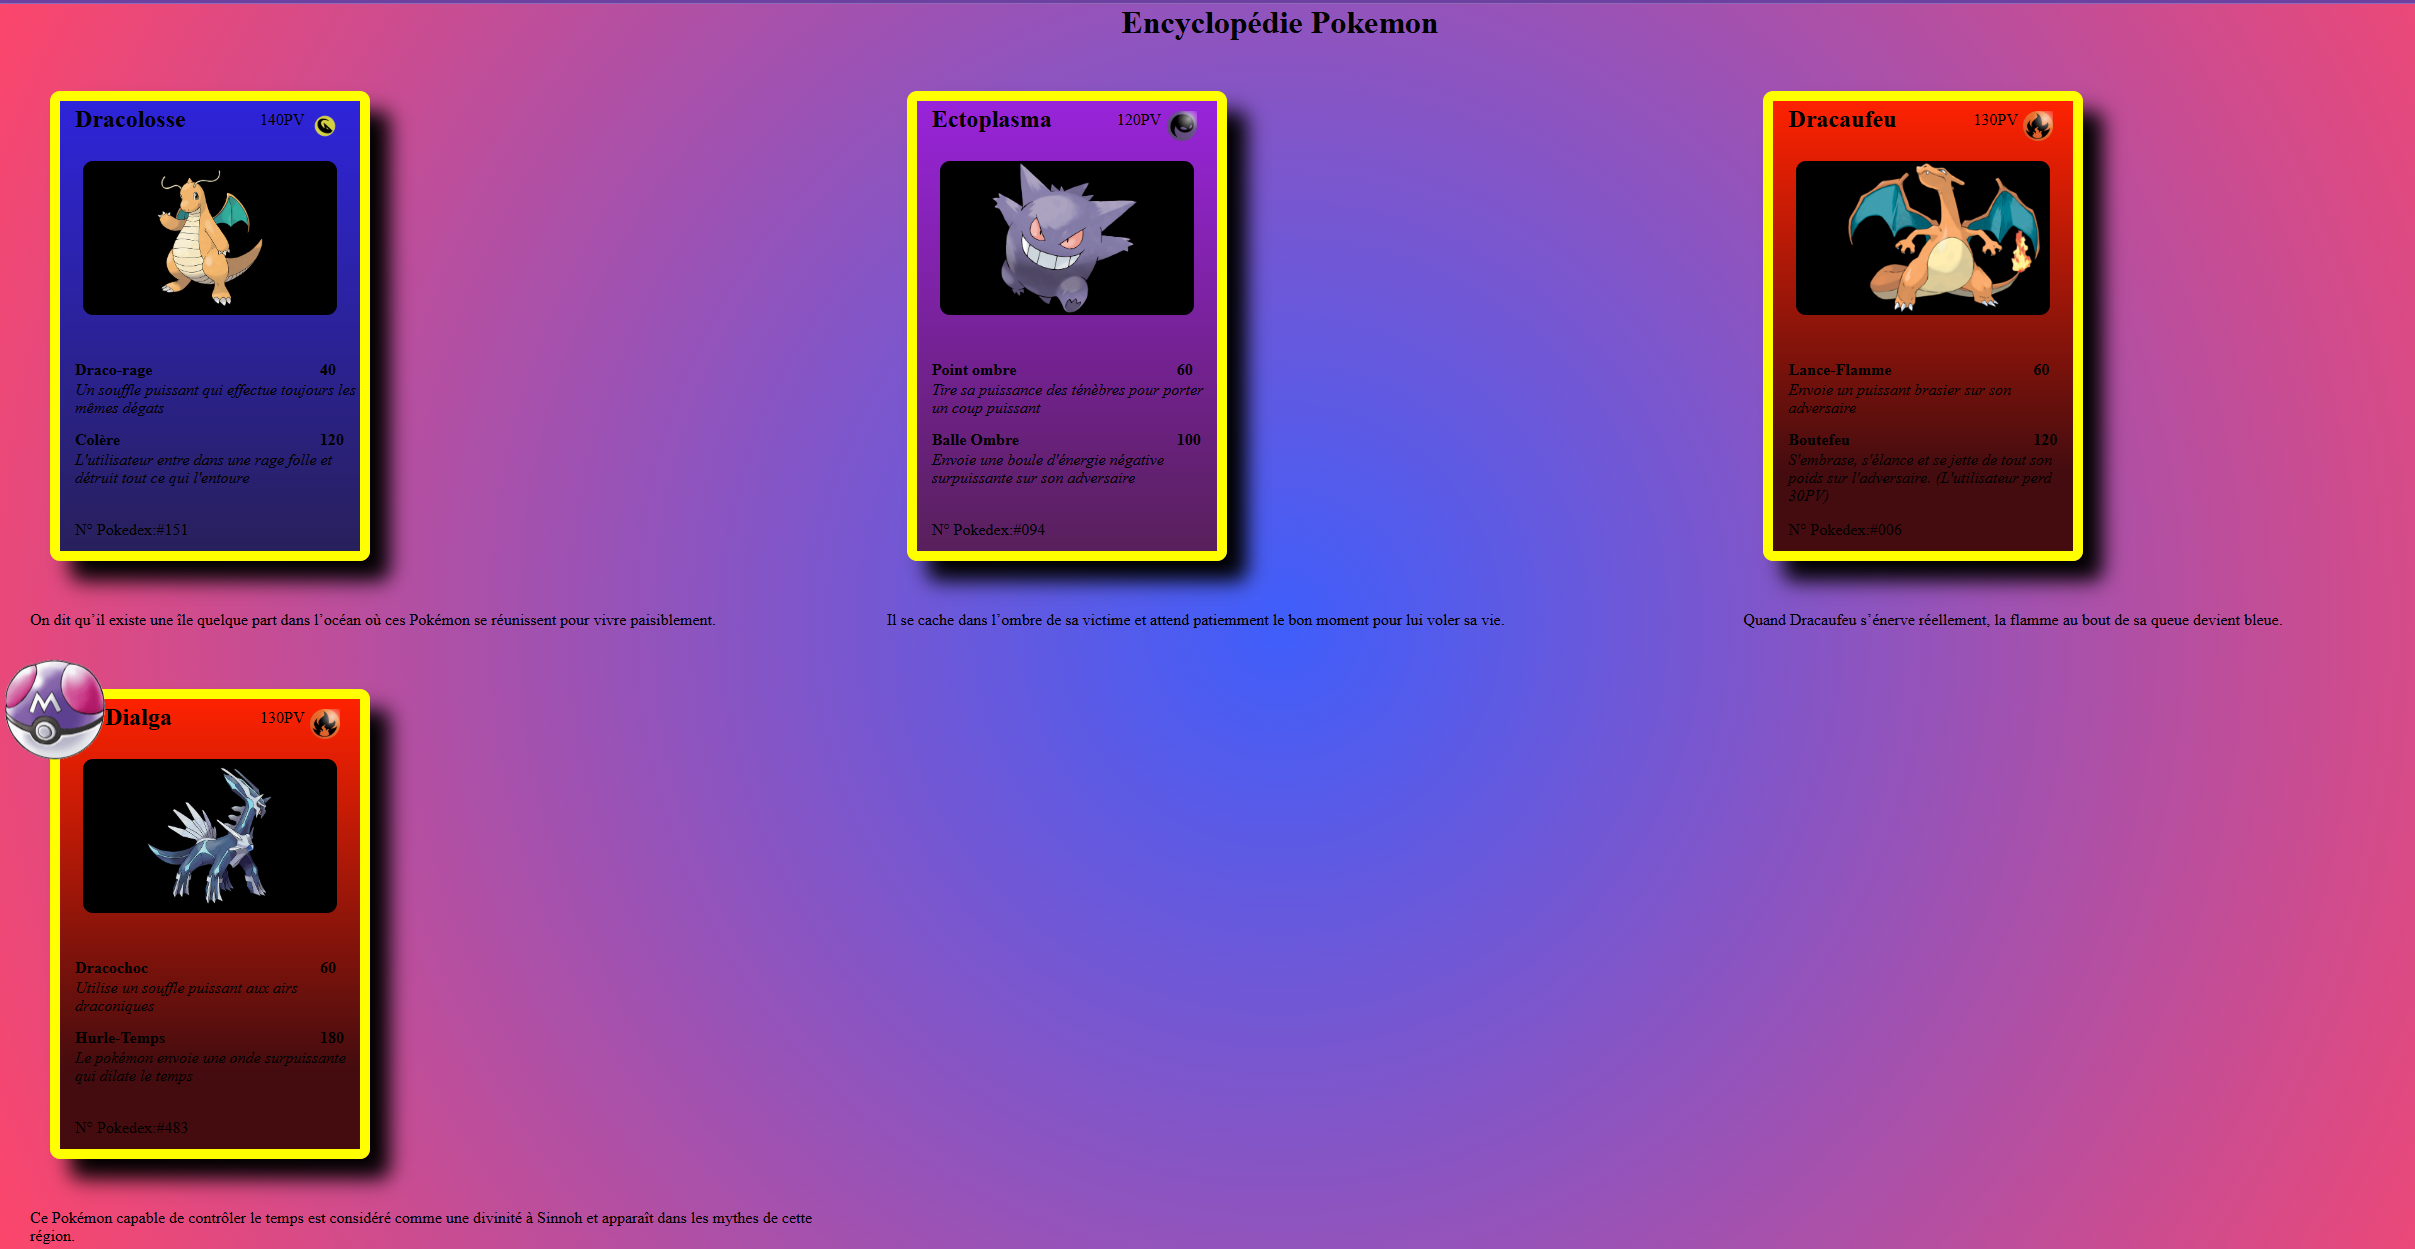 Encyclopédie Pokemon
Dracolosse 140PV
Draco-rage 40
Un souffle puissant qui effectue toujours les
mêmes dégats
Colère 120
L'utilisateur entre dans une rage folle et
détruit tout ce qui l'entoure
N° Pokedex:#151
On dit qu’il existe une île quelque part dans l’océan où ces Pokémon se réunissent pour vivre paisiblement.
Ectoplasma 120PV
Point ombre 60
Tire sa puissance des ténèbres pour porter
un coup puissant
Balle Ombre 100
Envoie une boule d'énergie négative
surpuissante sur son adversaire
N° Pokedex:#094
Il se cache dans l’ombre de sa victime et attend patiemment le bon moment pour lui voler sa vie.
Dracaufeu 130PV
Lance-Flamme 60
Envoie un puissant brasier sur son
adversaire
Boutefeu 120
S'embrase, s'élance et se jette de tout son
poids sur l'adversaire. (L'utilisateur perd
30PV)
N° Pokedex:#006
Quand Dracaufeu s’énerve réellement, la flamme au bout de sa queue devient bleue.
M
Dialga 130PV
Dracochoc 60
Utilise un souffle puissant aux airs
draconiques
Hurle-Temps 180
Le pokémon envoie une onde surpuissante
qui dilate le temps
N° Pokedex:#483
Ce Pokémon capable de contrôler le temps est considéré comme une divinité à Sinnoh et apparaît dans les mythes de cette
région.